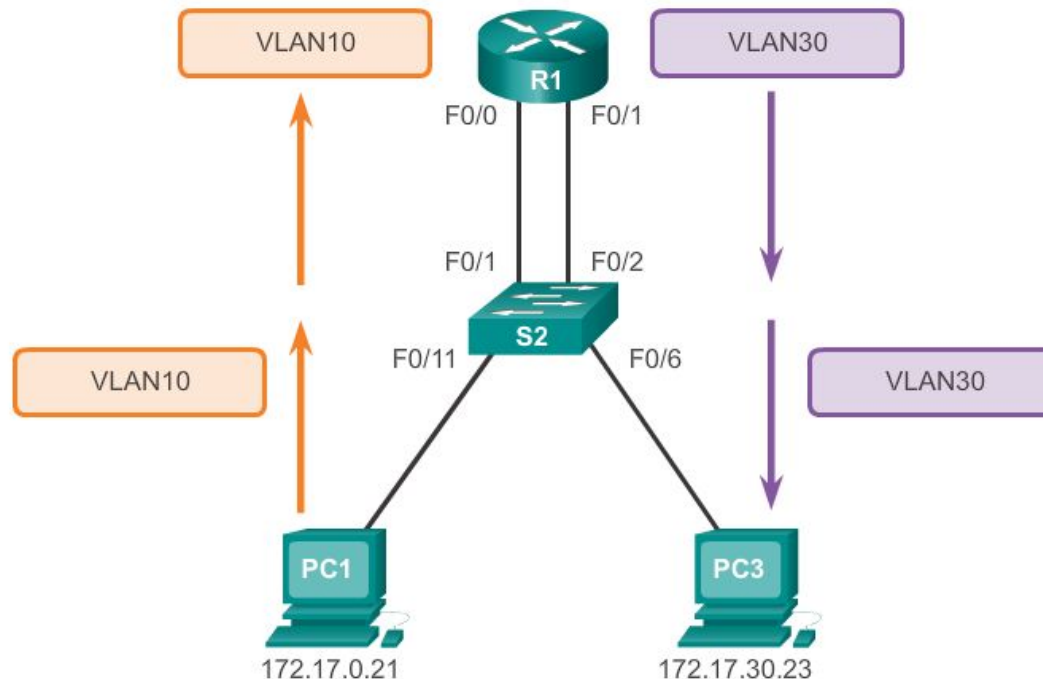 VLAN10
VLAN30
R1
F0/0
F0/1
F0/1
F0/2
S2
F0/11
F0/6
VLAN10
VLAN30
PC1
PC3
172.17.0.21
172.17.30.23